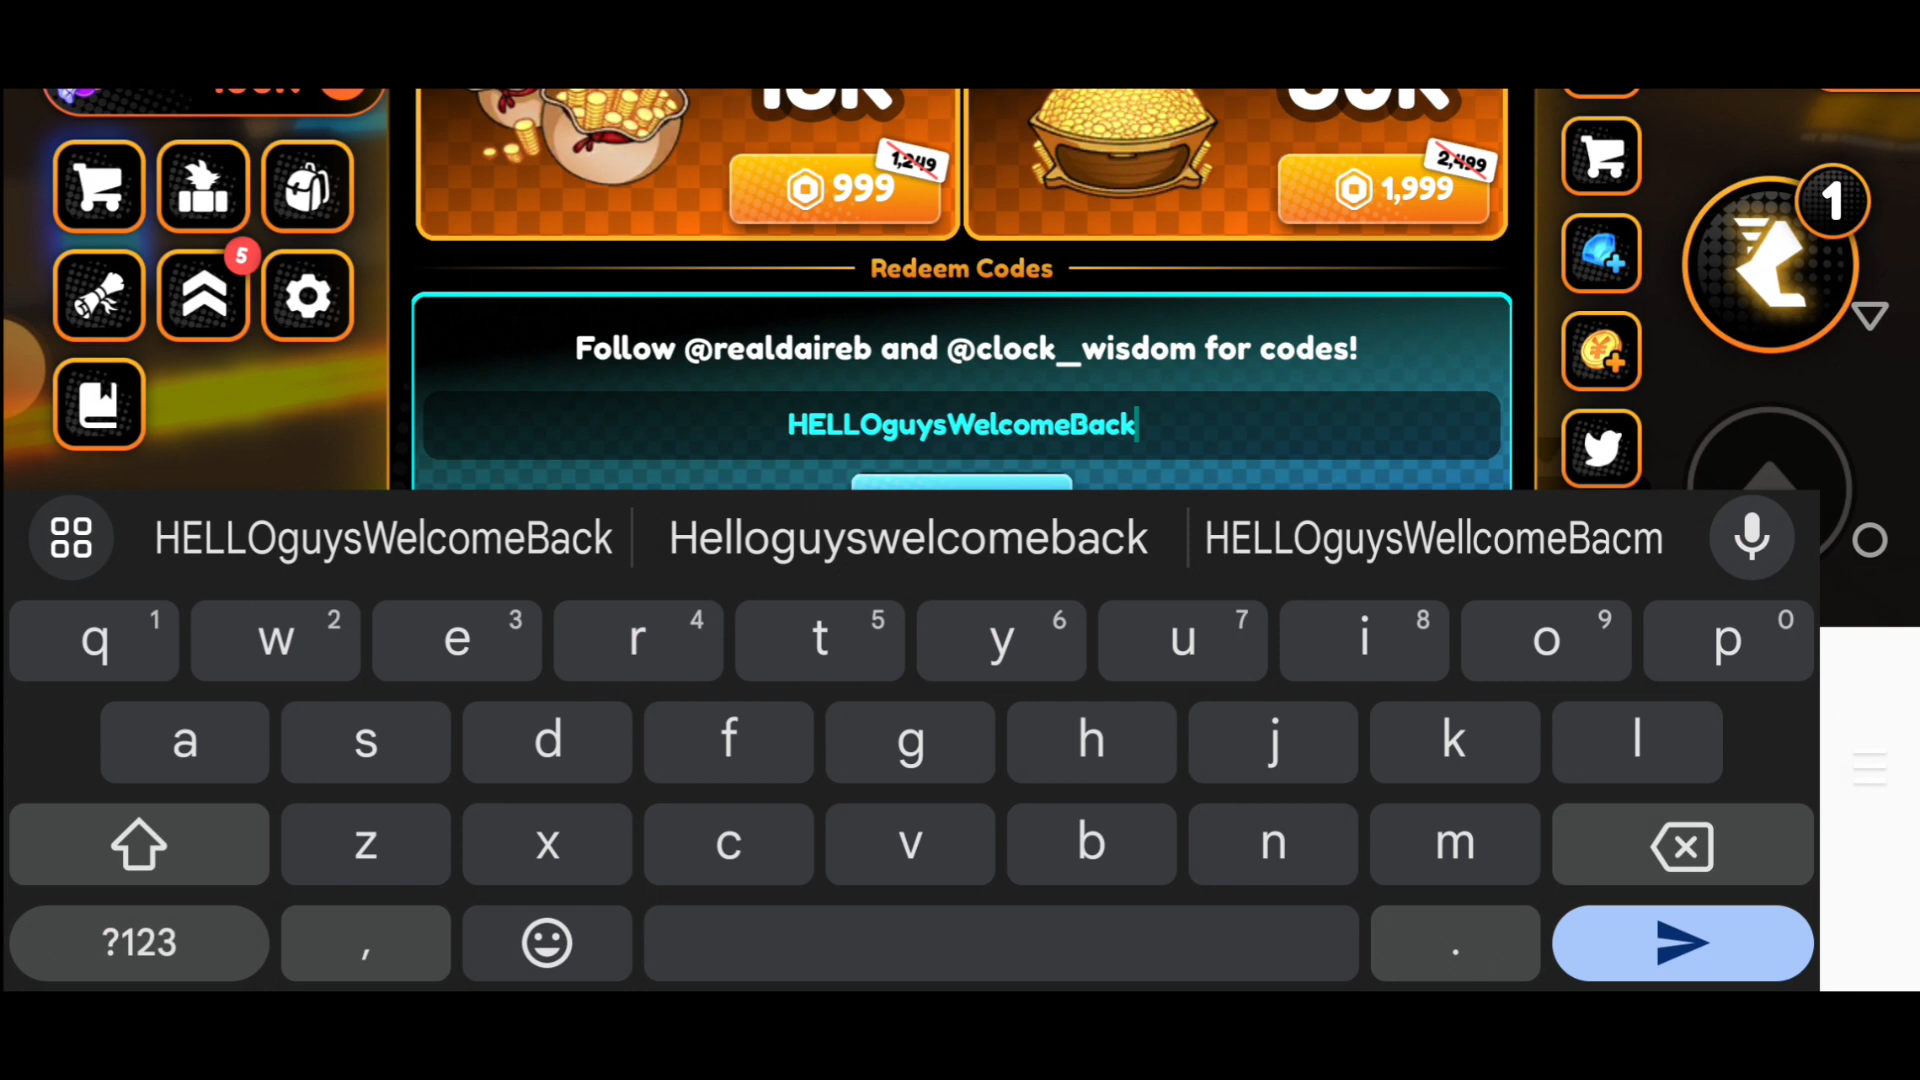 1,249
2,499
999
1,999
1
5
Redeem Codes
Follow @realdaireb and @clock_wisdom for codes!
HELLOguysWelcomeBack
HELLOguysWelcomeBack
Helloguyswelcomeback
HELLOguysWellcomeBacm
q 1 w 2 e 3 r 4 t 5 y 6 u 7 i 8 o 9 p 0
a s d f g h j k l
z x c v b n m
?123 , .